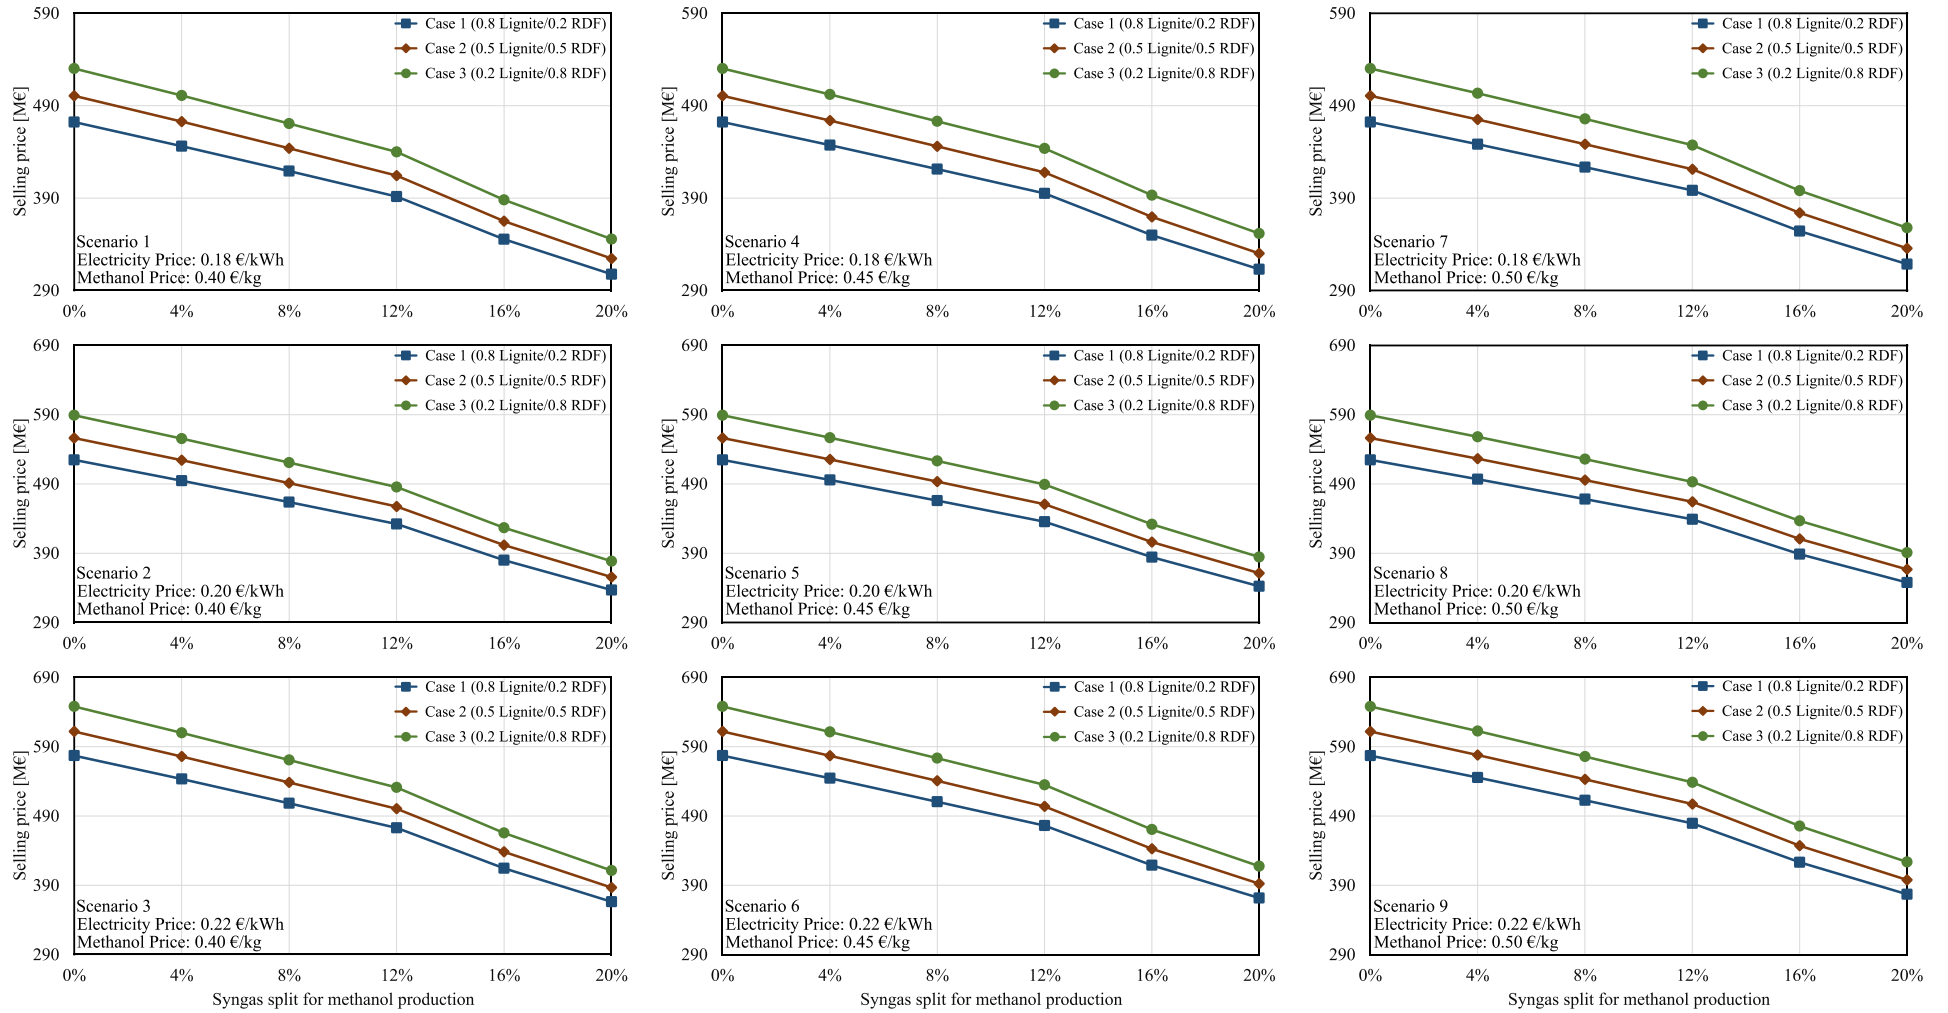 590
490
390
290
Selling price [M€]
Case 1 (0.8 Lignite/0.2 RDF)
Case 2 (0.5 Lignite/0.5 RDF)
Case 3 (0.2 Lignite/0.8 RDF)
Scenario 1
Electricity Price: 0.18 €/kWh
Methanol Price: 0.40 €/kg
0% 4% 8% 12% 16% 20%
590
490
390
290
Selling price [M€]
Case 1 (0.8 Lignite/0.2 RDF)
Case 2 (0.5 Lignite/0.5 RDF)
Case 3 (0.2 Lignite/0.8 RDF)
Scenario 4
Electricity Price: 0.18 €/kWh
Methanol Price: 0.45 €/kg
0% 4% 8% 12% 16% 20%
590
490
390
290
Selling price [M€]
Case 1 (0.8 Lignite/0.2 RDF)
Case 2 (0.5 Lignite/0.5 RDF)
Case 3 (0.2 Lignite/0.8 RDF)
Scenario 7
Electricity Price: 0.18 €/kWh
Methanol Price: 0.50 €/kg
0% 4% 8% 12% 16% 20%
690
590
490
390
290
Selling price [M€]
Case 1 (0.8 Lignite/0.2 RDF)
Case 2 (0.5 Lignite/0.5 RDF)
Case 3 (0.2 Lignite/0.8 RDF)
Scenario 2
Electricity Price: 0.20 €/kWh
Methanol Price: 0.40 €/kg
0% 4% 8% 12% 16% 20%
690
590
490
390
290
Selling price [M€]
Case 1 (0.8 Lignite/0.2 RDF)
Case 2 (0.5 Lignite/0.5 RDF)
Case 3 (0.2 Lignite/0.8 RDF)
Scenario 5
Electricity Price: 0.20 €/kWh
Methanol Price: 0.45 €/kg
0% 4% 8% 12% 16% 20%
690
590
490
390
290
Selling price [M€]
Case 1 (0.8 Lignite/0.2 RDF)
Case 2 (0.5 Lignite/0.5 RDF)
Case 3 (0.2 Lignite/0.8 RDF)
Scenario 8
Electricity Price: 0.20 €/kWh
Methanol Price: 0.50 €/kg
0% 4% 8% 12% 16% 20%
690
590
490
390
290
Selling price [M€]
Case 1 (0.8 Lignite/0.2 RDF)
Case 2 (0.5 Lignite/0.5 RDF)
Case 3 (0.2 Lignite/0.8 RDF)
Scenario 3
Electricity Price: 0.22 €/kWh
Methanol Price: 0.40 €/kg
0% 4% 8% 12% 16% 20%
Syngas split for methanol production
690
590
490
390
290
Selling price [M€]
Case 1 (0.8 Lignite/0.2 RDF)
Case 2 (0.5 Lignite/0.5 RDF)
Case 3 (0.2 Lignite/0.8 RDF)
Scenario 6
Electricity Price: 0.22 €/kWh
Methanol Price: 0.45 €/kg
0% 4% 8% 12% 16% 20%
Syngas split for methanol production
690
590
490
390
290
Selling price [M€]
Case 1 (0.8 Lignite/0.2 RDF)
Case 2 (0.5 Lignite/0.5 RDF)
Case 3 (0.2 Lignite/0.8 RDF)
Scenario 9
Electricity Price: 0.22 €/kWh
Methanol Price: 0.50 €/kg
0% 4% 8% 12% 16% 20%
Syngas split for methanol production